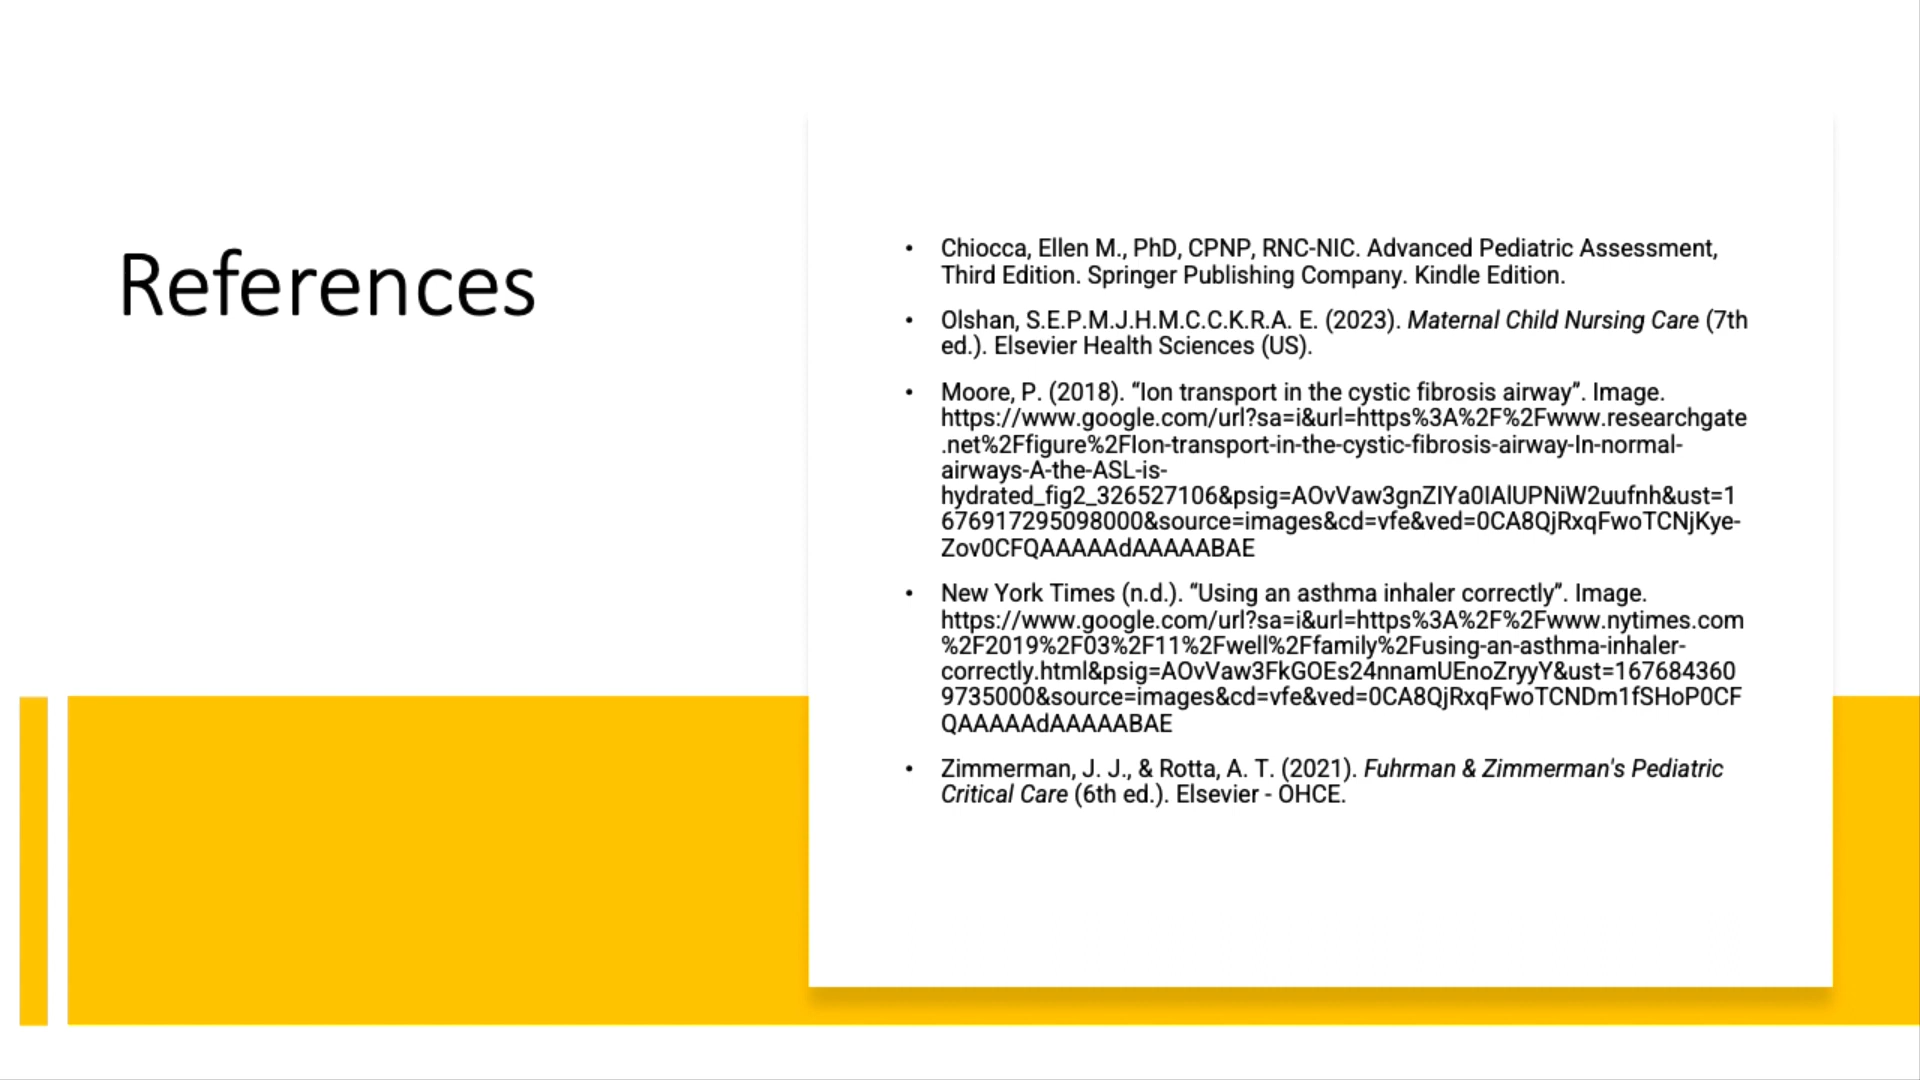 References
• Chiocca, Ellen M., PhD, CPNP, RNC-NIC. Advanced Pediatric Assessment,
Third Edition. Springer Publishing Company. Kindle Edition.
• Olshan, S.E.P.M.J.H.M.C.C.K.R.A. E. (2023). Maternal Child Nursing Care (7th
ed.). Elsevier Health Sciences (US).
• Moore, P. (2018). “Ion transport in the cystic fibrosis airway”. Image.
https://www.google.com/url?sa=i&url=https%3A%2F%2Fwww.researchgate
.net%2Ffigure%2FIon-transport-in-the-cystic-fibrosis-airway-In-normal-
airways-A-the-ASL-is-
hydrated_fig2_326527106&psig=AOvVaw3gnZIYa0IAlUPNiW2uufnh&ust=1
676917295098000&source=images&cd=vfe&ved=0CA8QjRxqFwoTCNjKye-
Zov0CFQAAAAAdAAAAABAE
• New York Times (n.d.). “Using an asthma inhaler correctly”. Image.
https://www.google.com/url?sa=i&url=https%3A%2F%2Fwww.nytimes.com
%2F2019%2F03%2F11%2Fwell%2Ffamily%2Fusing-an-asthma-inhaler-
correctly.html&psig=AOvVaw3FkGOEs24nnamUEnoZryyY&ust=167684360
9735000&source=images&cd=vfe&ved=0CA8QjRxqFwoTCNDm1fSHoP0CF
QAAAAAdAAAAABAE
• Zimmerman, J. J., & Rotta, A. T. (2021). Fuhrman & Zimmerman's Pediatric
Critical Care (6th ed.). Elsevier - OHCE.